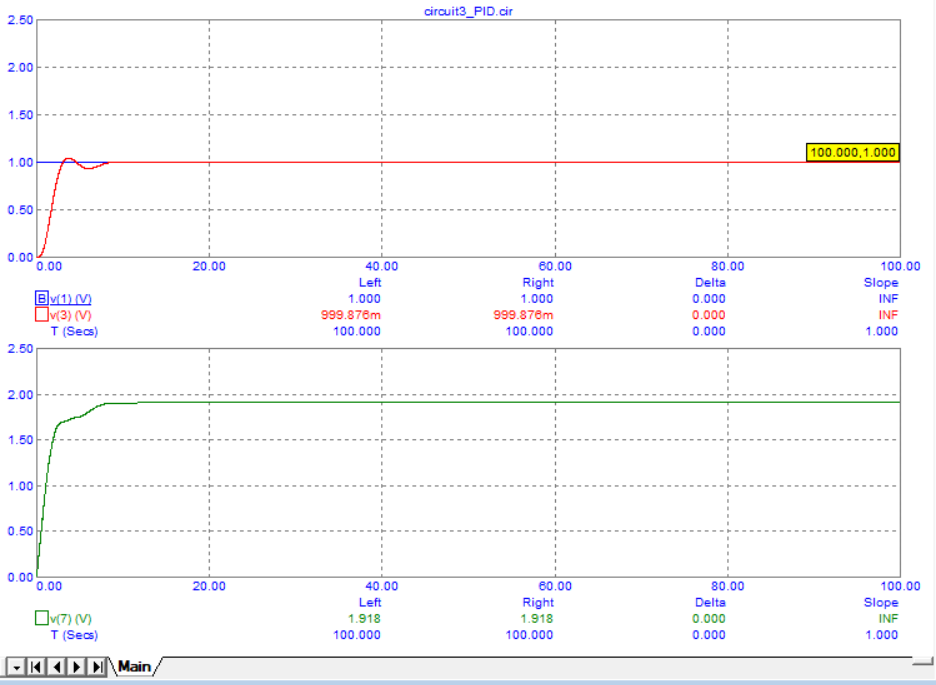 circuit3_PID.cir
2.50
2.00
1.50
1.00
100.000,1.000
0.50
0.00
0.00 20.00 40.00 60.00 80.00 100.00
Left Right Delta Slope
B v(1) (V) 1.000 1.000 0.000 INF
v(3) (V) 999.876m 999.876m 0.000 INF
T (Secs) 100.000 100.000 0.000 1.000
2.50
2.00
1.50
1.00
0.50
0.00
0.00 20.00 40.00 60.00 80.00 100.00
Left Right Delta Slope
v(7) (V) 1.918 1.918 0.000 INF
T (Secs) 100.000 100.000 0.000 1.000
Main